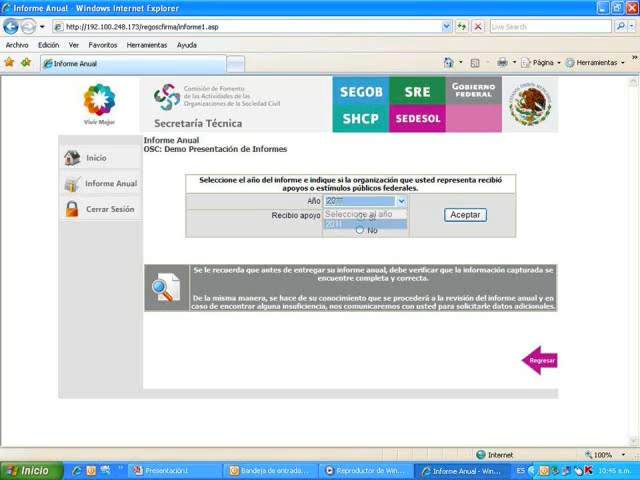 Informe Anual - Windows Internet Explorer
http://192.100.248.173/regoscfirma/informe1.asp
Live Search
Archivo Edición Ver Favoritos Herramientas Ayuda
Informe Anual
Página Herramientas
Vivir Mejor
Comisión de Fomento
de las Actividades de las
Organizaciones de la Sociedad Civil
Secretaría Técnica
SEGOB SRE GOBIERNO FEDERAL
SHCP SEDESOL
Informe Anual
OSC: Demo Presentación de Informes
Inicio
Informe Anual
Cerrar Sesión
Seleccione el año del informe e indique si la organización que usted representa recibió
apoyos o estímulos públicos federales.
Año 2011
Recibio apoyo Seleccione al año
2011
No
Aceptar
Se le recuerda que antes de entregar su informe anual, debe verificar que la información capturada se
encuentre completa y correcta.
De la misma manera, se hace de su conocimiento que se procederá a la revisión del informe anual y en
caso de encontrar alguna insuficiencia, nos comunicaremos con usted para solicitarle datos adicionales.
Regresar
Internet 100%
Inicio Presentación1 Bandeja de entrada... Reproductor de Win... Informe Anual - Win... ES 10:46 a.m.